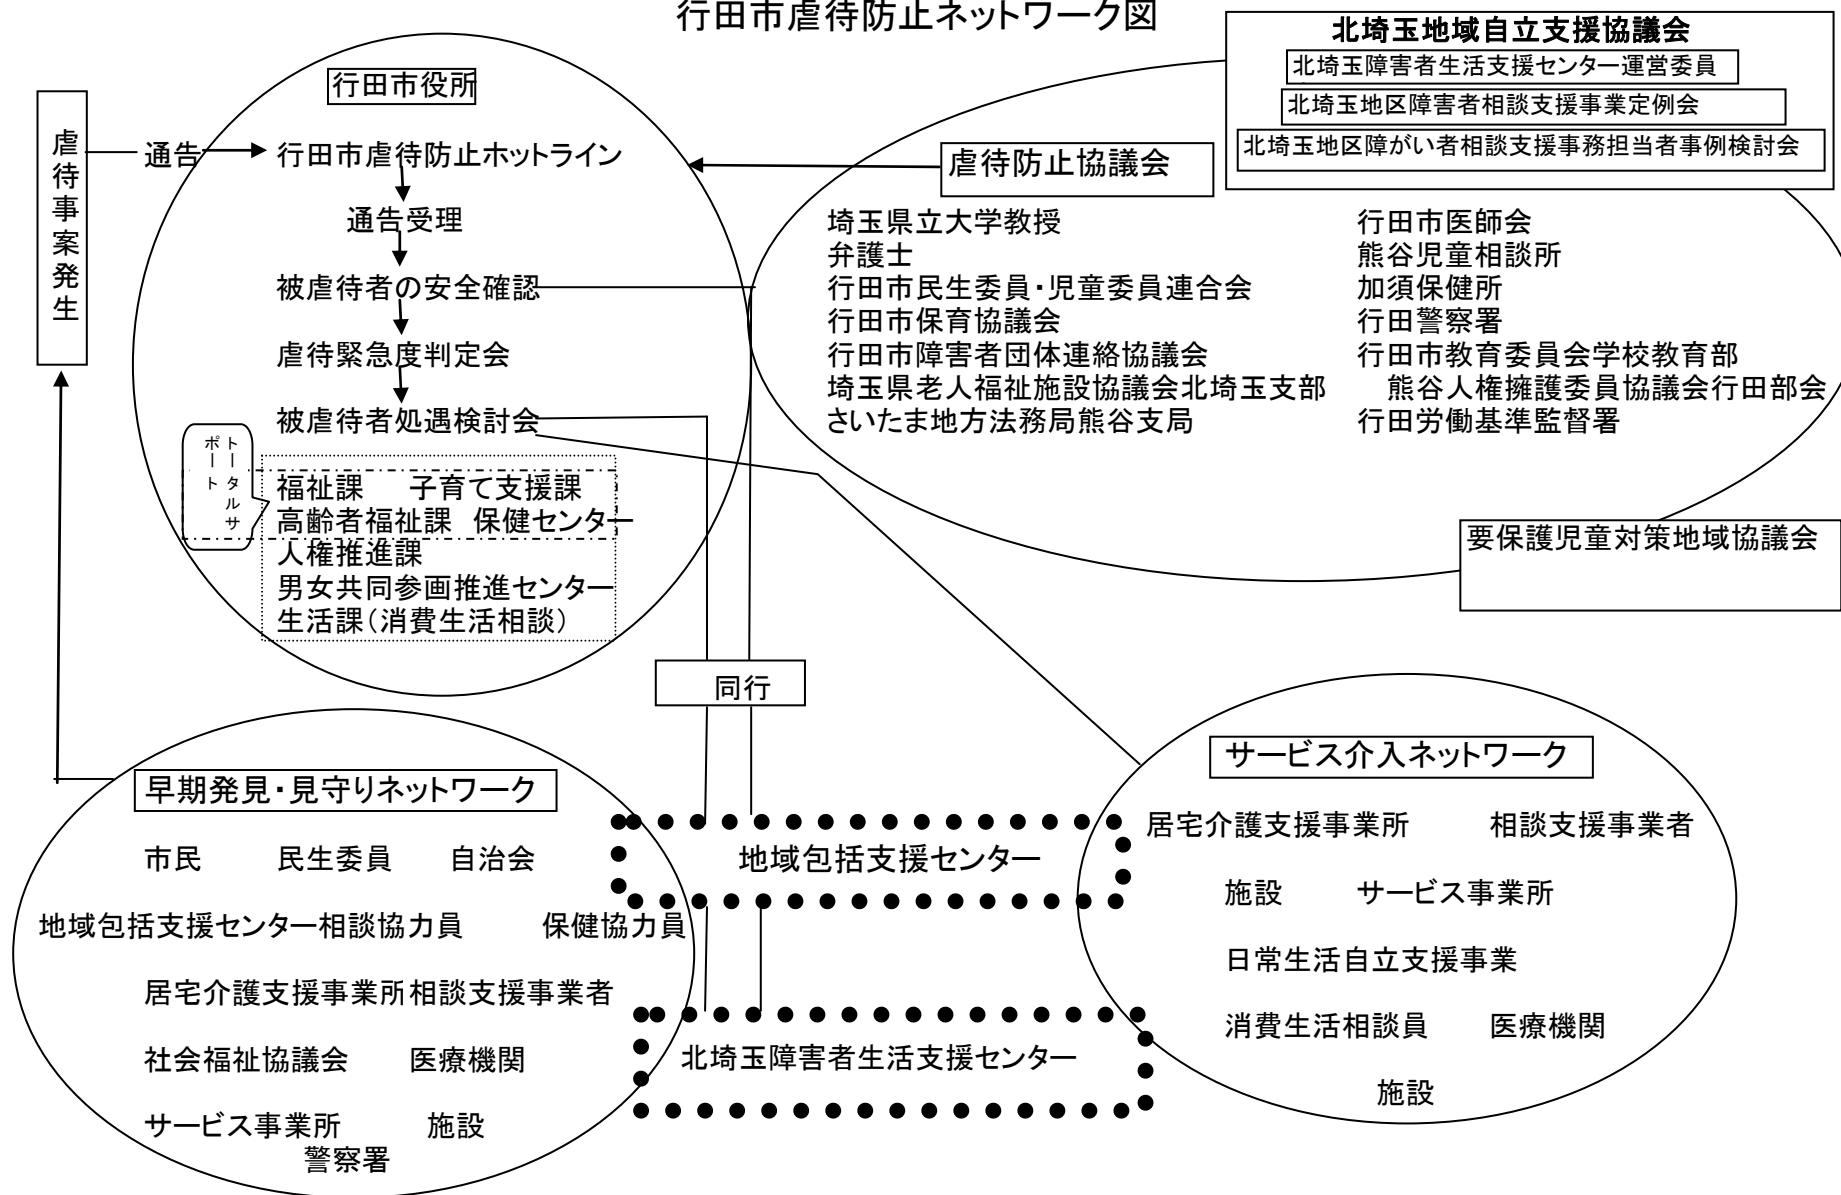 行田市虐待防止ネットワーク図
北埼玉地域自立支援協議会
北埼玉障害者生活支援センター運営委員
北埼玉地区障害者相談支援事業定例会
北埼玉地区障がい者相談支援事務担当者事例検討会
虐待事案発生
通告
行田市役所
行田市虐待防止ホットライン
通告受理
被虐待者の安全確認
虐待緊急度判定会
被虐待者処遇検討会
トータルサポート
福祉課 子育て支援課
高齢者福祉課 保健センター
人権推進課
男女共同参画推進センター
生活課(消費生活相談)
虐待防止協議会
埼玉県立大学教授 行田市医師会
弁護士 熊谷児童相談所
行田市民生委員・児童委員連合会 加須保健所
行田市保育協議会 行田警察署
行田市障害者団体連絡協議会 行田市教育委員会学校教育部
埼玉県老人福祉施設協議会北埼玉支部 熊谷人権擁護委員協議会行田部会
さいたま地方法務局熊谷支局 行田労働基準監督署
要保護児童対策地域協議会
同行
早期発見・見守りネットワーク
市民 民生委員 自治会
地域包括支援センター相談協力員 保健協力員
居宅介護支援事業所 相談支援事業者
社会福祉協議会 医療機関
サービス事業所 施設
警察署
地域包括支援センター
北埼玉障害者生活支援センター
サービス介入ネットワーク
居宅介護支援事業所 相談支援事業者
施設 サービス事業所
日常生活自立支援事業
消費生活相談員 医療機関
施設